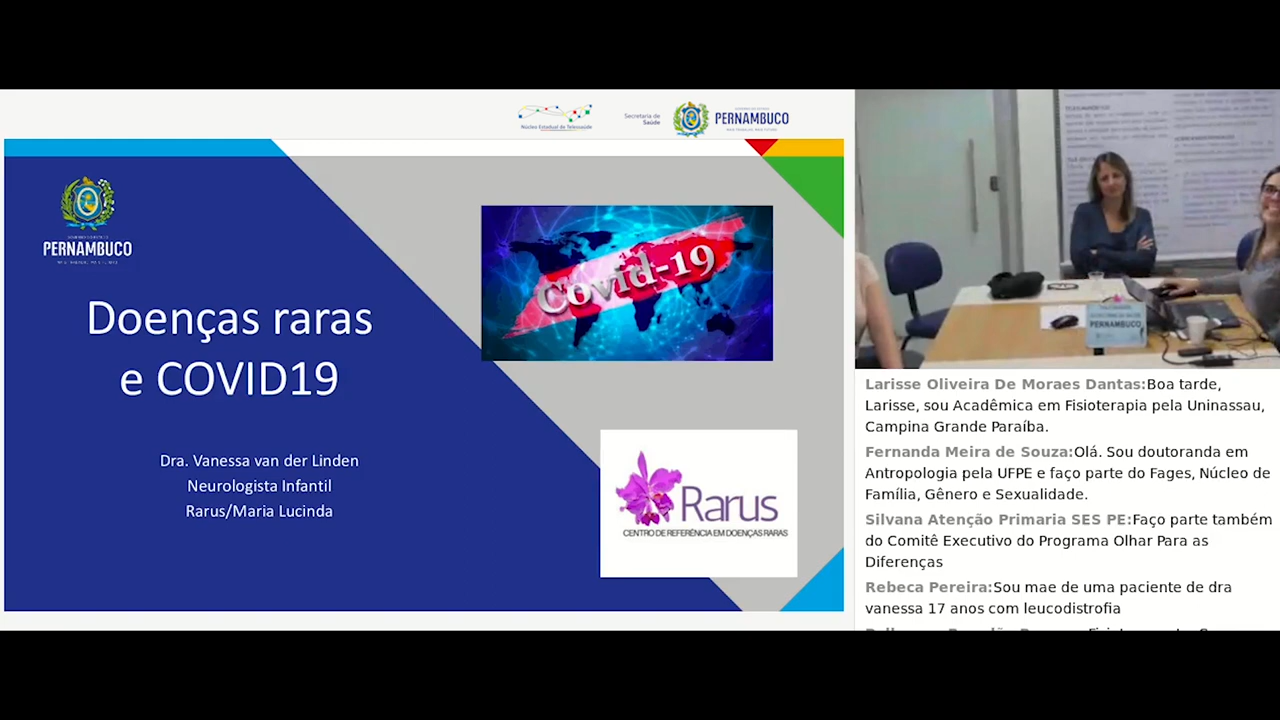 Núcleo Estadual de Telessaúde
Secretaria de
Saúde
PERNAMBUCO
PERNAMBUCO
Doenças raras
e COVID19
Dra. Vanessa van der Linden
Neurologista Infantil
Rarus/Maria Lucinda
Covid-19
Rarus
CENTRO DE REFERÊNCIA EM DOENÇAS RARAS
PERNAMBUCO
Larisse Oliveira De Moraes Dantas:Boa tarde,
Larisse, sou Acadêmica em Fisioterapia pela Uninassau,
Campina Grande Paraíba.
Fernanda Meira de Souza:Olá. Sou doutoranda em
Antropologia pela UFPE e faço parte do Fages, Núcleo de
Família, Gênero e Sexualidade.
Silvana Atenção Primaria SES PE:Faço parte também
do Comitê Executivo do Programa Olhar Para as
Diferenças
Rebeca Pereira:Sou mae de uma paciente de dra
vanessa 17 anos com leucodistrofia